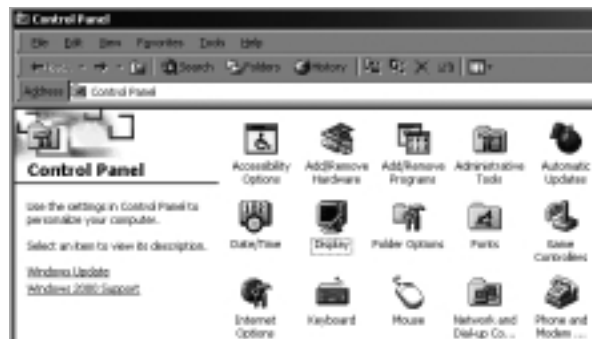 Control Panel
File Edit View Favorites Tools Help
Back Search Folders History
Address Control Panel
Control Panel
Use the settings in Control Panel to
personalize your computer.
Select an item to view its description.
Windows Update
Windows 2000 Support
Accessibility
Options
Add/Remove
Hardware
Add/Remove
Programs
Administrative
Tools
Automatic
Updates
Date/Time
Display
Folder Options
Fonts
Game
Controllers
Internet
Options
Keyboard
Mouse
Network and
Dial-up Co...
Phone and
Modem ...